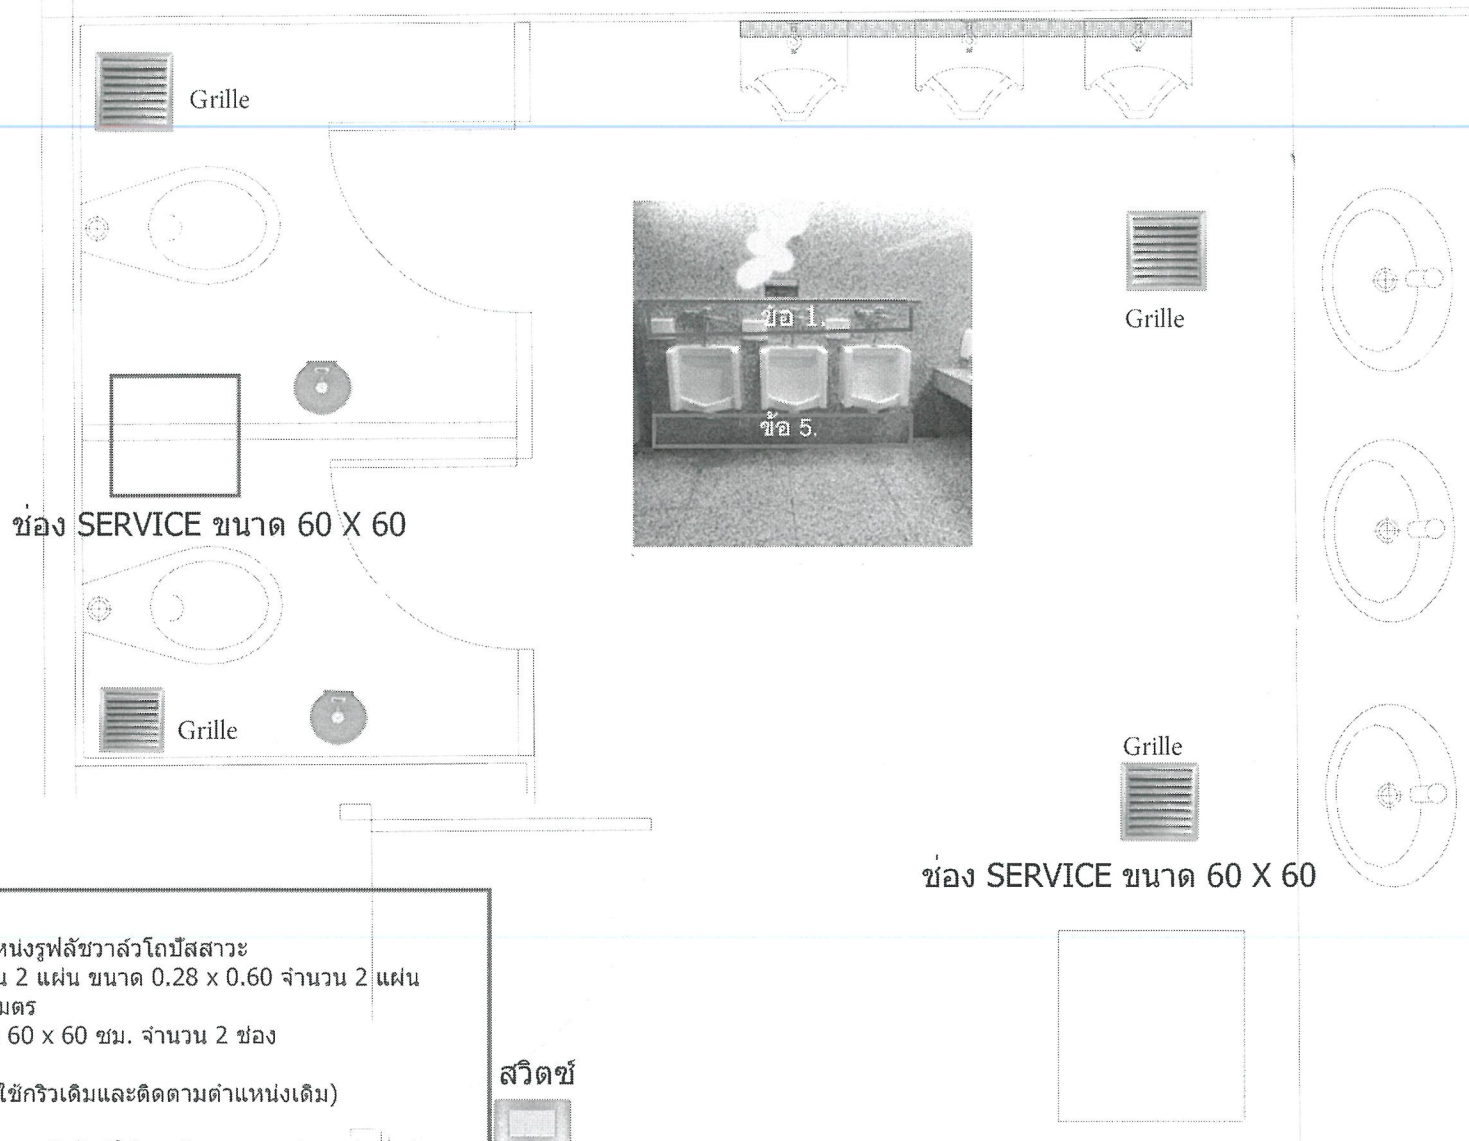 Grille
Grille
ข้อ 1.
ข้อ 5.
ช่อง SERVICE ขนาด 60 X 60
Grille
Grille
ช่อง SERVICE ขนาด 60 X 60
หน่งรูฟลัชวาล์วโถปัสสาวะ
2 แผ่น ขนาด 0.28 x 0.60 จำนวน 2 แผ่น
เมตร
60 x 60 ซม. จำนวน 2 ช่อง
ใช้กริวเดิมและติดตามตำแหน่งเดิม)
สวิตซ์